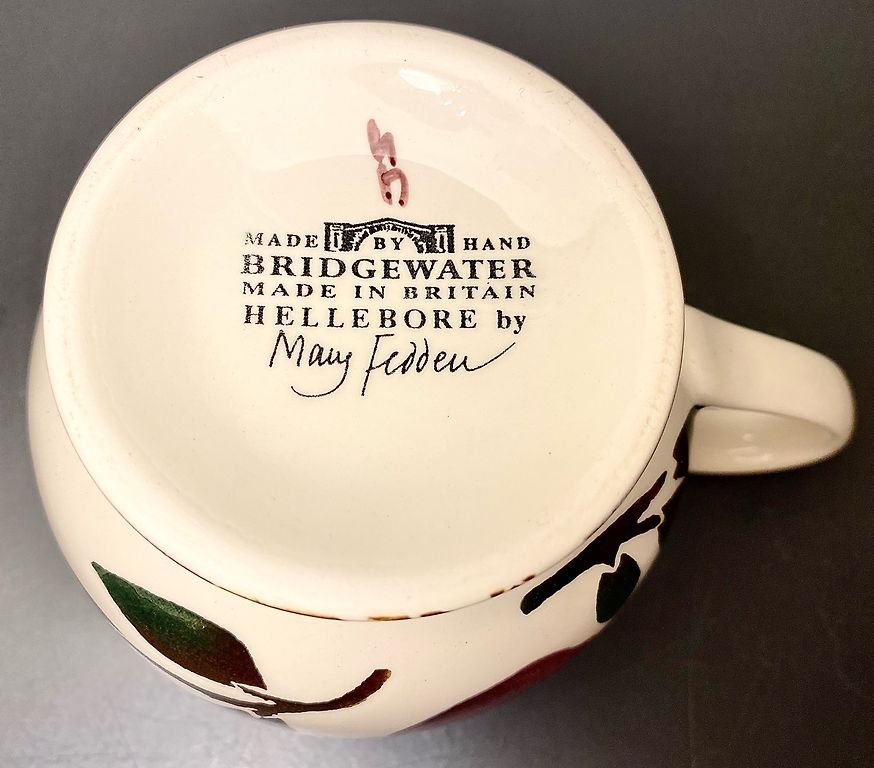 MADE BY HAND
BRIDGEWATER
MADE IN BRITAIN
HELLEBORE by
Mary Fedden